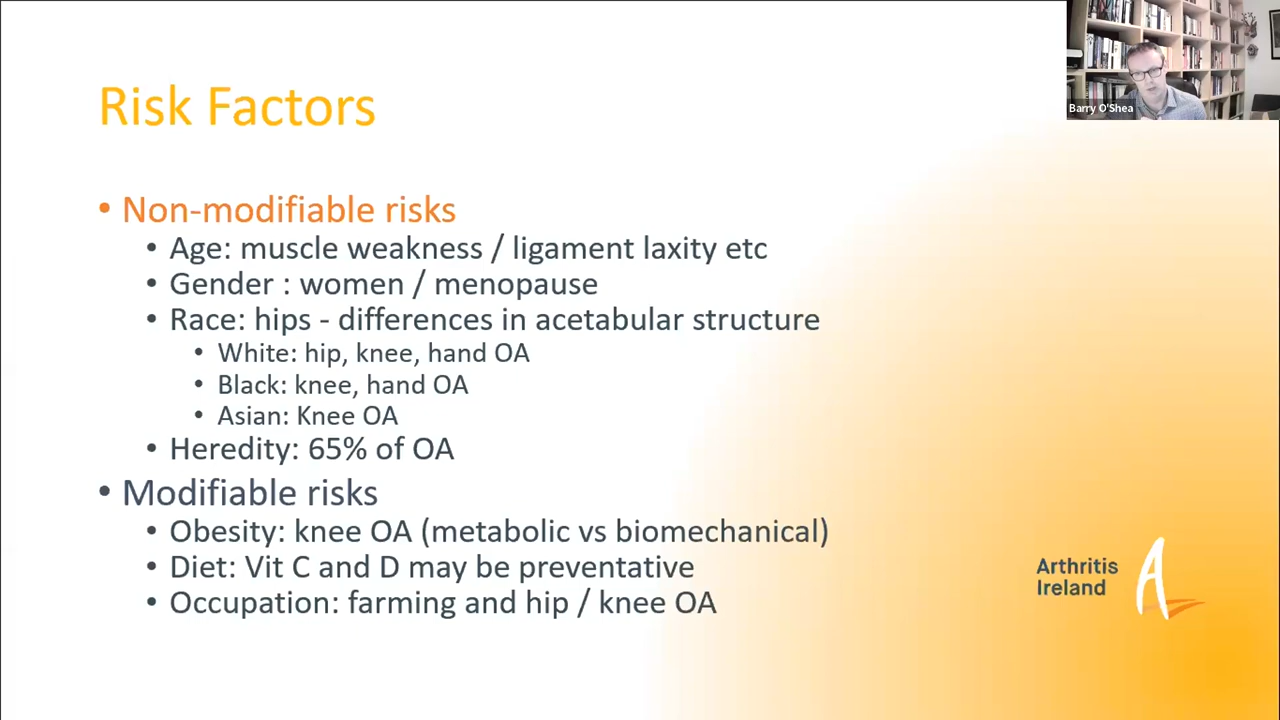 Risk Factors
Barry O'Shea
• Non-modifiable risks
• Age: muscle weakness / ligament laxity etc
• Gender : women / menopause
• Race: hips - differences in acetabular structure
• White: hip, knee, hand OA
• Black: knee, hand OA
• Asian: Knee OA
• Heredity: 65% of OA
• Modifiable risks
• Obesity: knee OA (metabolic vs biomechanical)
• Diet: Vit C and D may be preventative
• Occupation: farming and hip / knee OA
Arthritis
Ireland